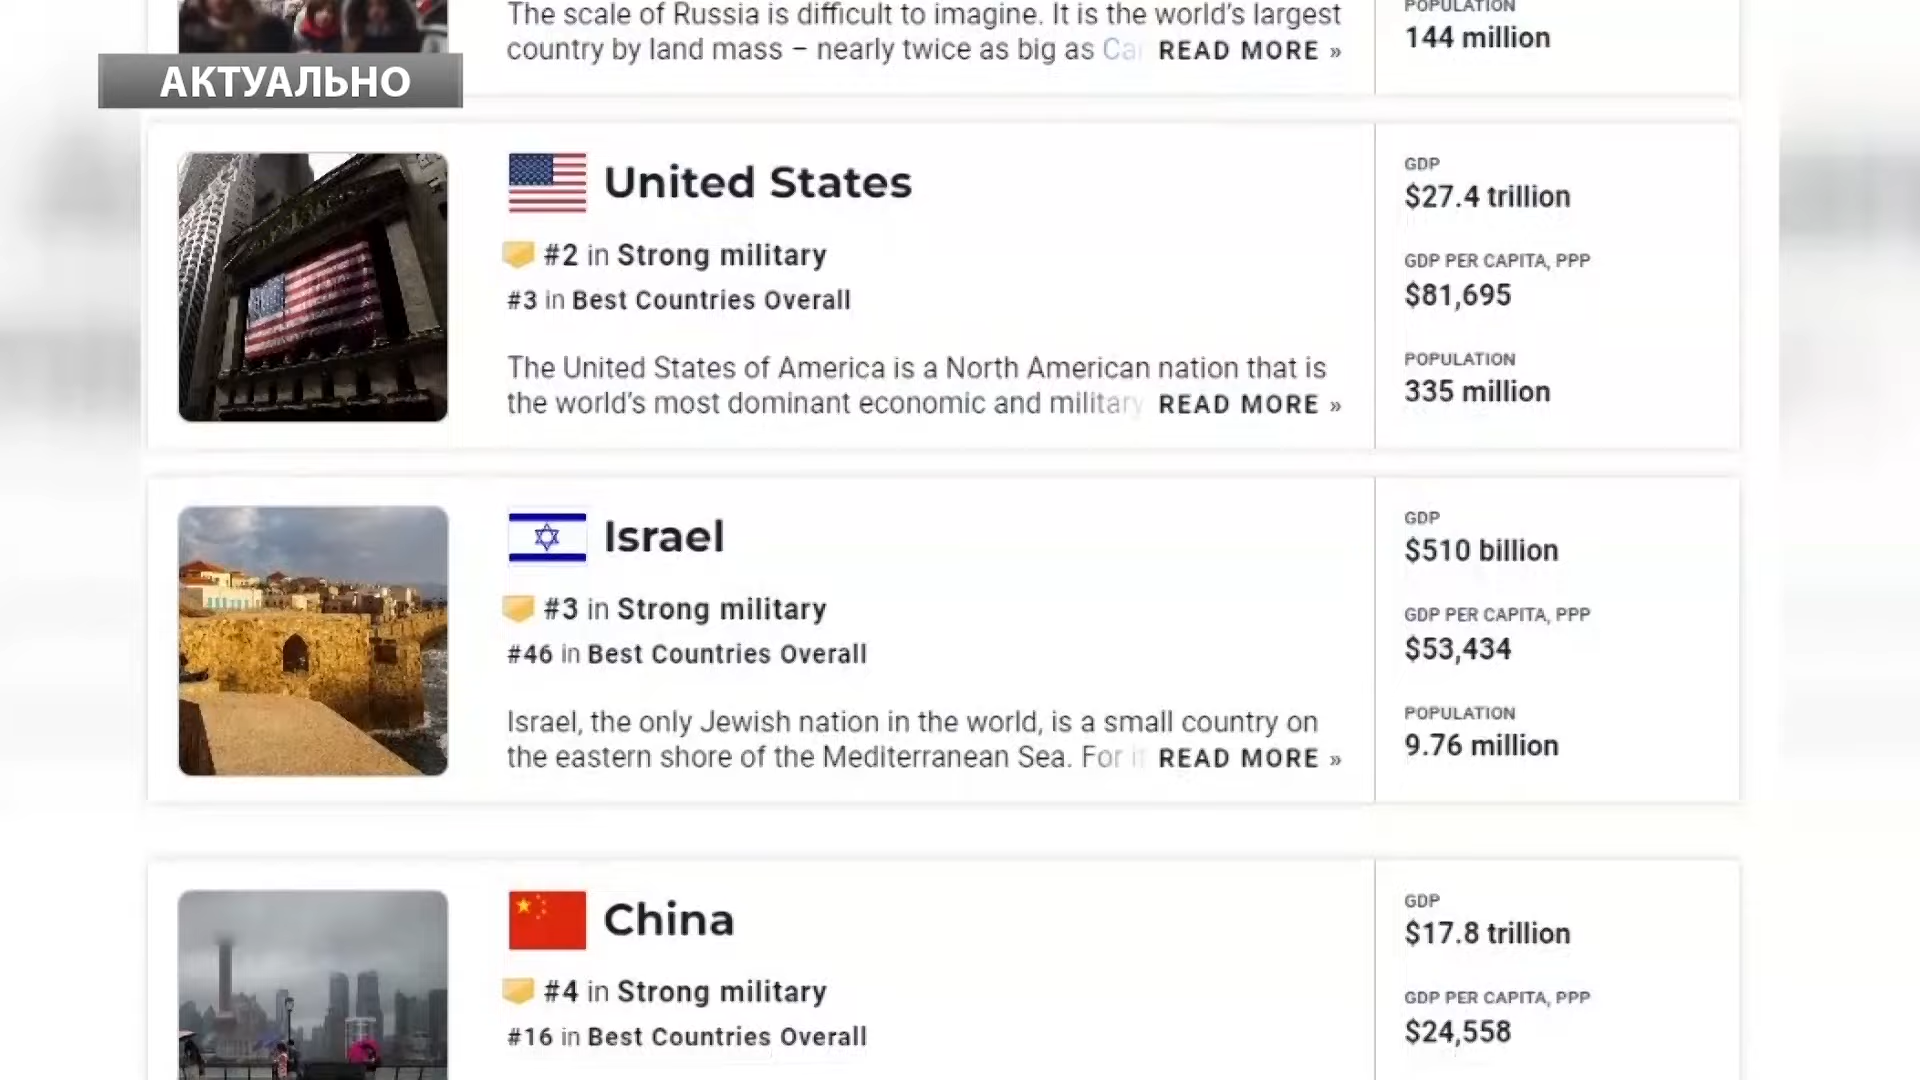 The scale of Russia is difficult to imagine. It is the world's largest
country by land mass – nearly twice as big as Ca READ MORE »
POPULATION
144 million
АКТУАЛЬНО
United States
#2 in Strong military
#3 in Best Countries Overall
The United States of America is a North American nation that is
the world's most dominant economic and military READ MORE »
GDP
$27.4 trillion
GDP PER CAPITA, PPP
$81,695
POPULATION
335 million
Israel
#3 in Strong military
#46 in Best Countries Overall
Israel, the only Jewish nation in the world, is a small country on
the eastern shore of the Mediterranean Sea. For READ MORE »
GDP
$510 billion
GDP PER CAPITA, PPP
$53,434
POPULATION
9.76 million
China
#4 in Strong military
#16 in Best Countries Overall
GDP
$17.8 trillion
GDP PER CAPITA, PPP
$24,558